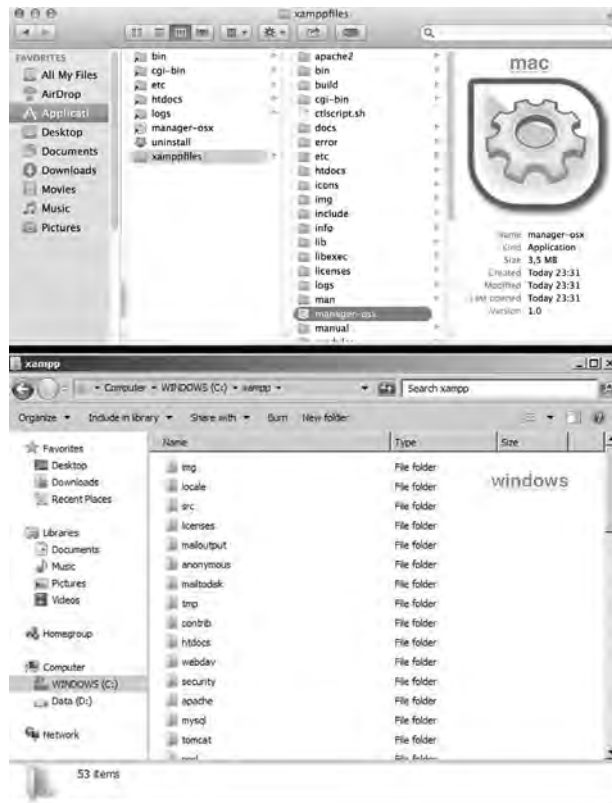 xamppfiles
FAVORITES
All My Files
AirDrop
Applicati
Desktop
Documents
Downloads
Movies
Music
Pictures
bin
cgi-bin
etc
htdocs
logs
manager-osx
uninstall
xamppfiles
apache2
bin
build
cgi-bin
ctlscript.sh
docs
error
etc
htdocs
icons
img
include
info
lib
libexec
licenses
logs
man
manager-osx
manual
mac
Name manager-osx
Kind Application
Size 3,5 MB
Created Today 23:31
Modified Today 23:31
Last opened Today 23:31
Version 1.0
xampp
Computer WINDOWS (C:) xampp
Search xampp
Organize Include in library Share with Burn New folder
Favorites
Desktop
Downloads
Recent Places
Libraries
Documents
Music
Pictures
Videos
Homegroup
Computer
WINDOWS (C:)
Data (D:)
Network
Name Type Size
img File folder
locale File folder
src File folder
licenses File folder
mailoutput File folder
anonymous File folder
mailtodisk File folder
tmp File folder
contrib File folder
htdocs File folder
webdav File folder
security File folder
apache File folder
mysql File folder
tomcat File folder
windows
53 items